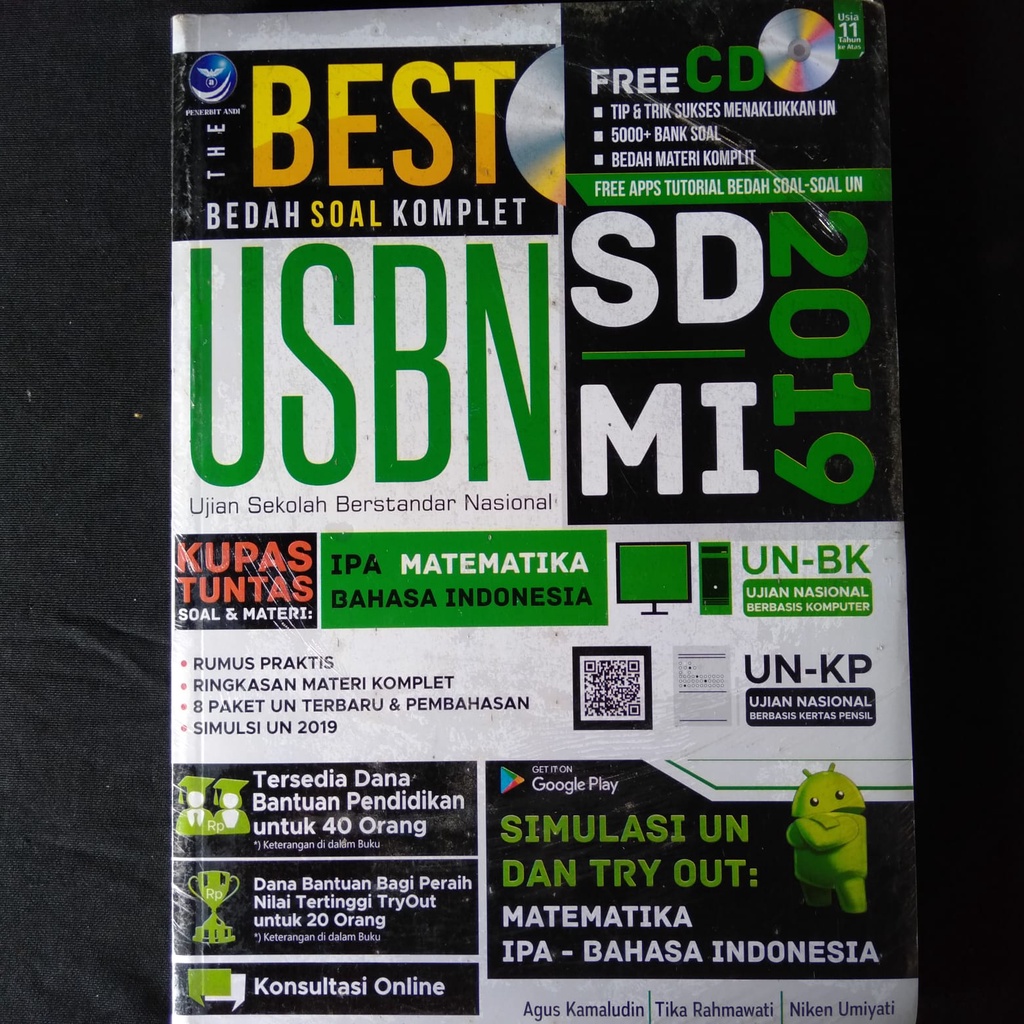 PENERBIT ANDI
THE
BEST
BEDAH SOAL KOMPLET
USBN
Ujian Sekolah Berstandar Nasional
Usia
11
Tahun
ke Atas
FREE CD
TIP & TRIK SUKSES MENAKLUKKAN UN
5000+ BANK SOAL
BEDAH MATERI KOMPLIT
FREE APPS TUTORIAL BEDAH SOAL-SOAL UN
SD
MI
2019
KUPAS
TUNTAS
SOAL & MATERI:
IPA MATEMATIKA
BAHASA INDONESIA
UN-BK
UJIAN NASIONAL
BERBASIS KOMPUTER
• RUMUS PRAKTIS
• RINGKASAN MATERI KOMPLET
• 8 PAKET UN TERBARU & PEMBAHASAN
• SIMULSI UN 2019
UN-KP
UJIAN NASIONAL
BERBASIS KERTAS PENSIL
Rp
Tersedia Dana
Bantuan Pendidikan
untuk 40 Orang
*) Keterangan di dalam Buku
Rp
Dana Bantuan Bagi Peraih
Nilai Tertinggi TryOut
untuk 20 Orang
*) Keterangan di dalam Buku
Konsultasi Online
GET IT ON
Google Play
SIMULASI UN
DAN TRY OUT:
MATEMATIKA
IPA - BAHASA INDONESIA
Agus Kamaludin | Tika Rahmawati | Niken Umiyati